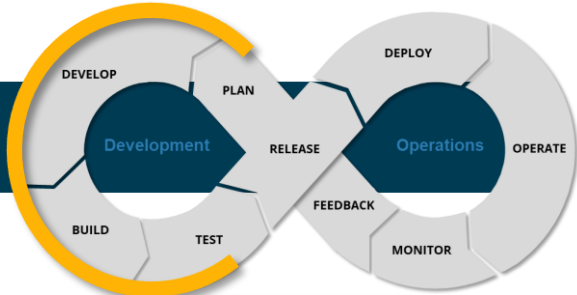 DEPLOY
DEVELOP
PLAN
Development
RELEASE
Operations
OPERATE
FEEDBACK
BUILD
TEST
MONITOR